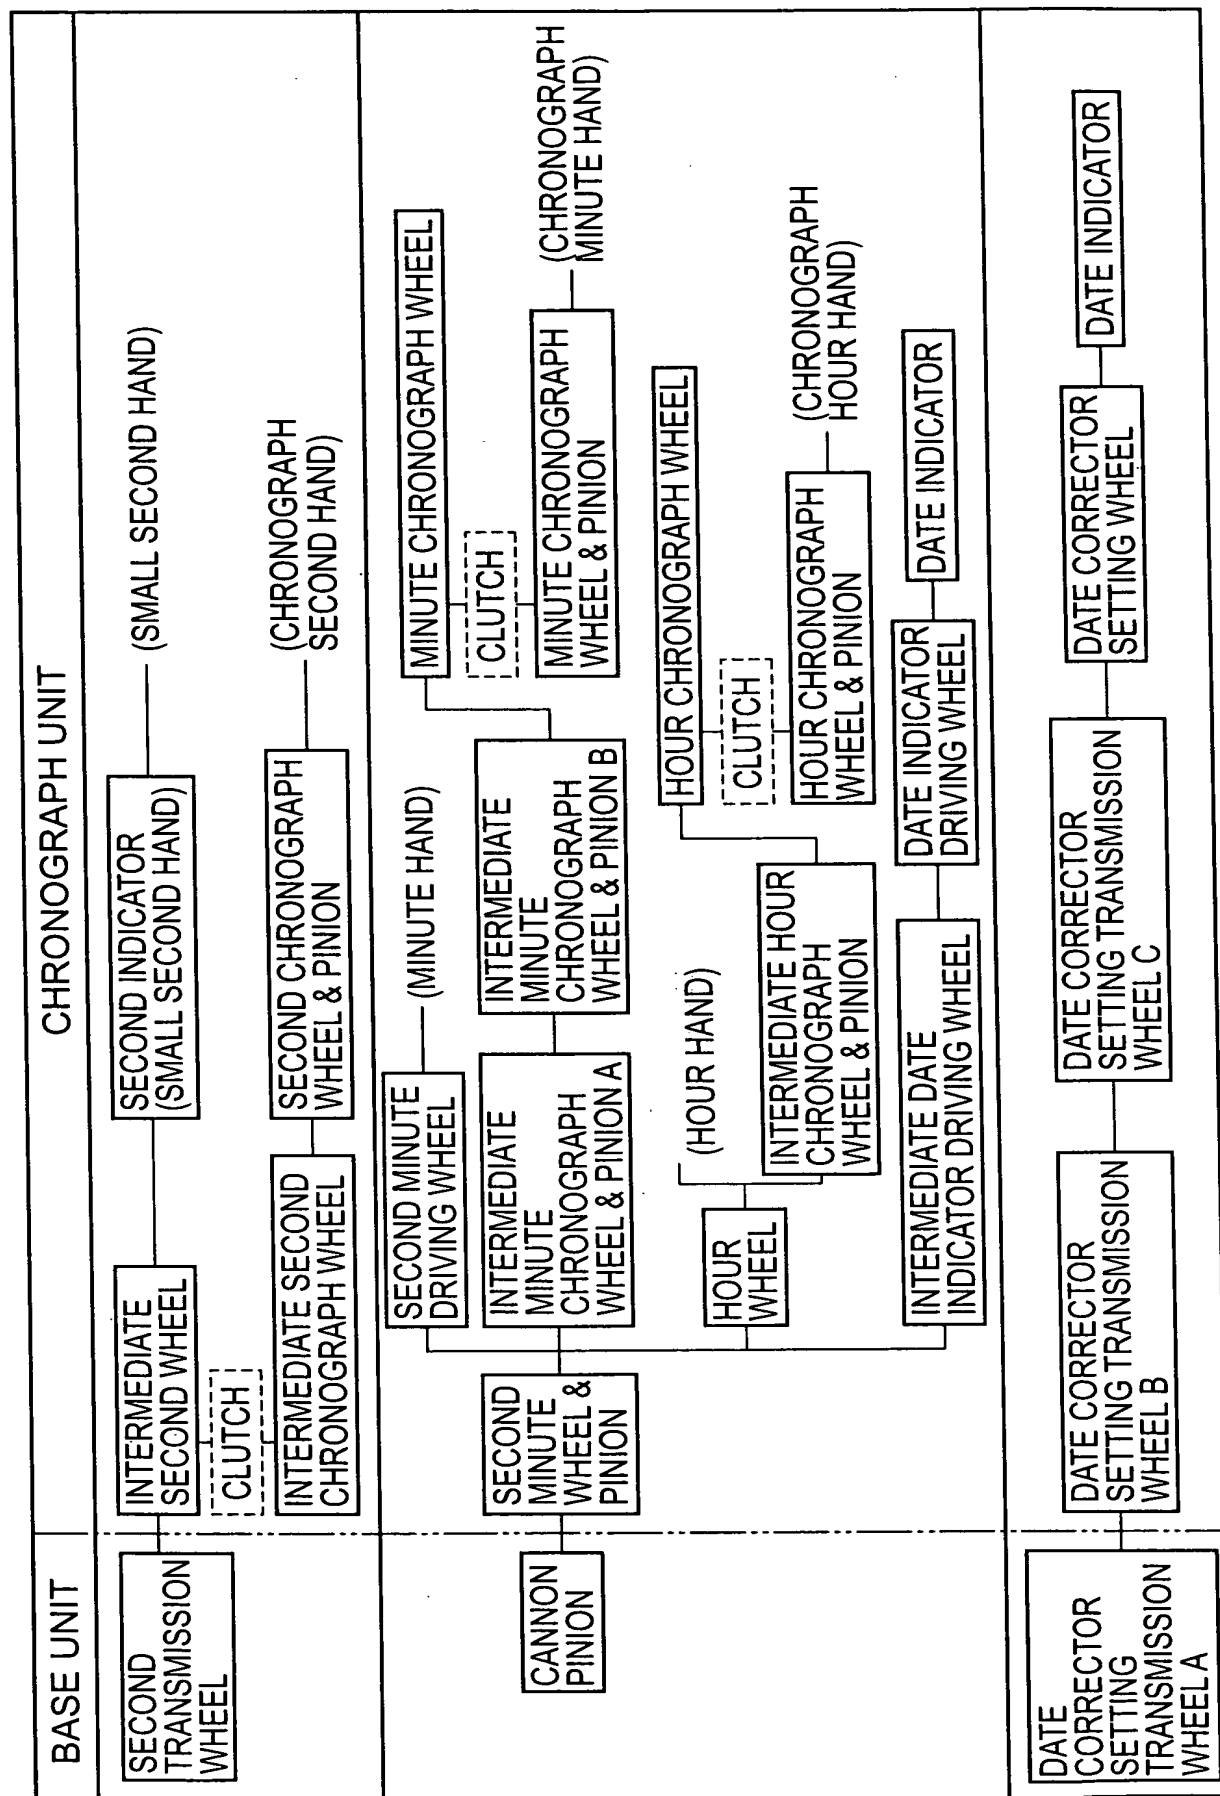 BASE UNIT
CHRONOGRAPH UNIT
SECOND
TRANSMISSION
WHEEL
INTERMEDIATE
SECOND WHEEL
SECOND INDICATOR
(SMALL SECOND HAND)
(SMALL SECOND HAND)
CLUTCH
INTERMEDIATE SECOND
CHRONOGRAPH WHEEL
SECOND CHRONOGRAPH
WHEEL & PINION
(CHRONOGRAPH
SECOND HAND)
CANNON
PINION
SECOND
MINUTE
WHEEL &
PINION
SECOND MINUTE
DRIVING WHEEL
(MINUTE HAND)
INTERMEDIATE
MINUTE
CHRONOGRAPH
WHEEL & PINION A
INTERMEDIATE
MINUTE
CHRONOGRAPH
WHEEL & PINION B
MINUTE CHRONOGRAPH WHEEL
CLUTCH
MINUTE CHRONOGRAPH
WHEEL & PINION
(CHRONOGRAPH
MINUTE HAND)
HOUR
WHEEL
(HOUR HAND)
INTERMEDIATE HOUR
CHRONOGRAPH
WHEEL & PINION
HOUR CHRONOGRAPH WHEEL
CLUTCH
HOUR CHRONOGRAPH
WHEEL & PINION
(CHRONOGRAPH
HOUR HAND)
INTERMEDIATE DATE
INDICATOR DRIVING WHEEL
DATE INDICATOR
DRIVING WHEEL
DATE INDICATOR
DATE
CORRECTOR
SETTING
TRANSMISSION
WHEEL A
DATE CORRECTOR
SETTING TRANSMISSION
WHEEL B
DATE CORRECTOR
SETTING TRANSMISSION
WHEEL C
DATE CORRECTOR
SETTING WHEEL
DATE INDICATOR